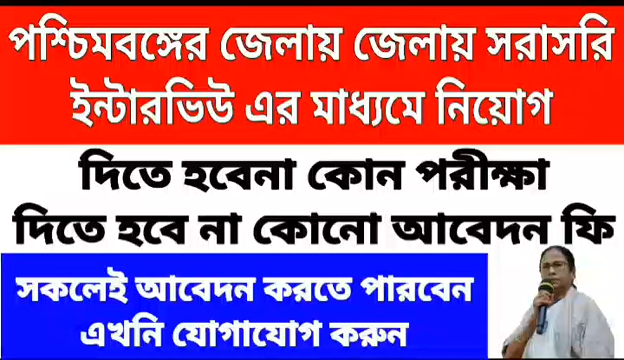 পশ্চিমবঙ্গের জেলায় জেলায় সরাসরি
ইন্টারভিউ এর মাধ্যমে নিয়োগ
দিতে হবেনা কোন পরীক্ষা
দিতে হবে না কোনো আবেদন ফি
সকলেই আবেদন করতে পারবেন
এখনি যোগাযোগ করুন